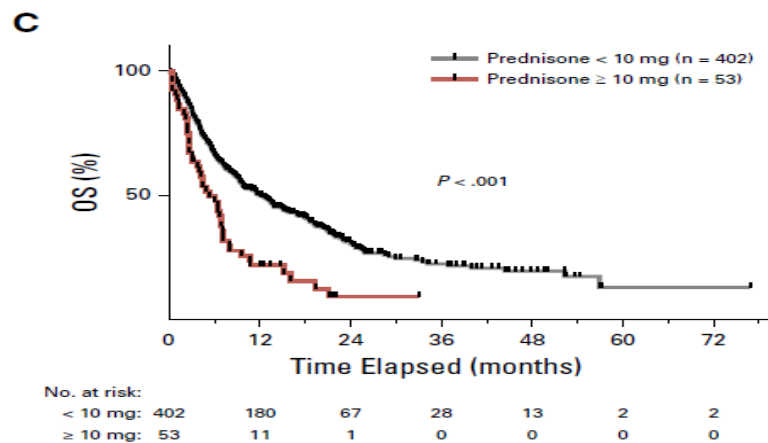 C
Prednisone < 10 mg (n = 402)
Prednisone ≥ 10 mg (n = 53)
100
50
OS (%)
P < .001
0 12 24 36 48 60 72
Time Elapsed (months)
No. at risk:
< 10 mg: 402 180 67 28 13 2 2
≥ 10 mg: 53 11 1 0 0 0 0